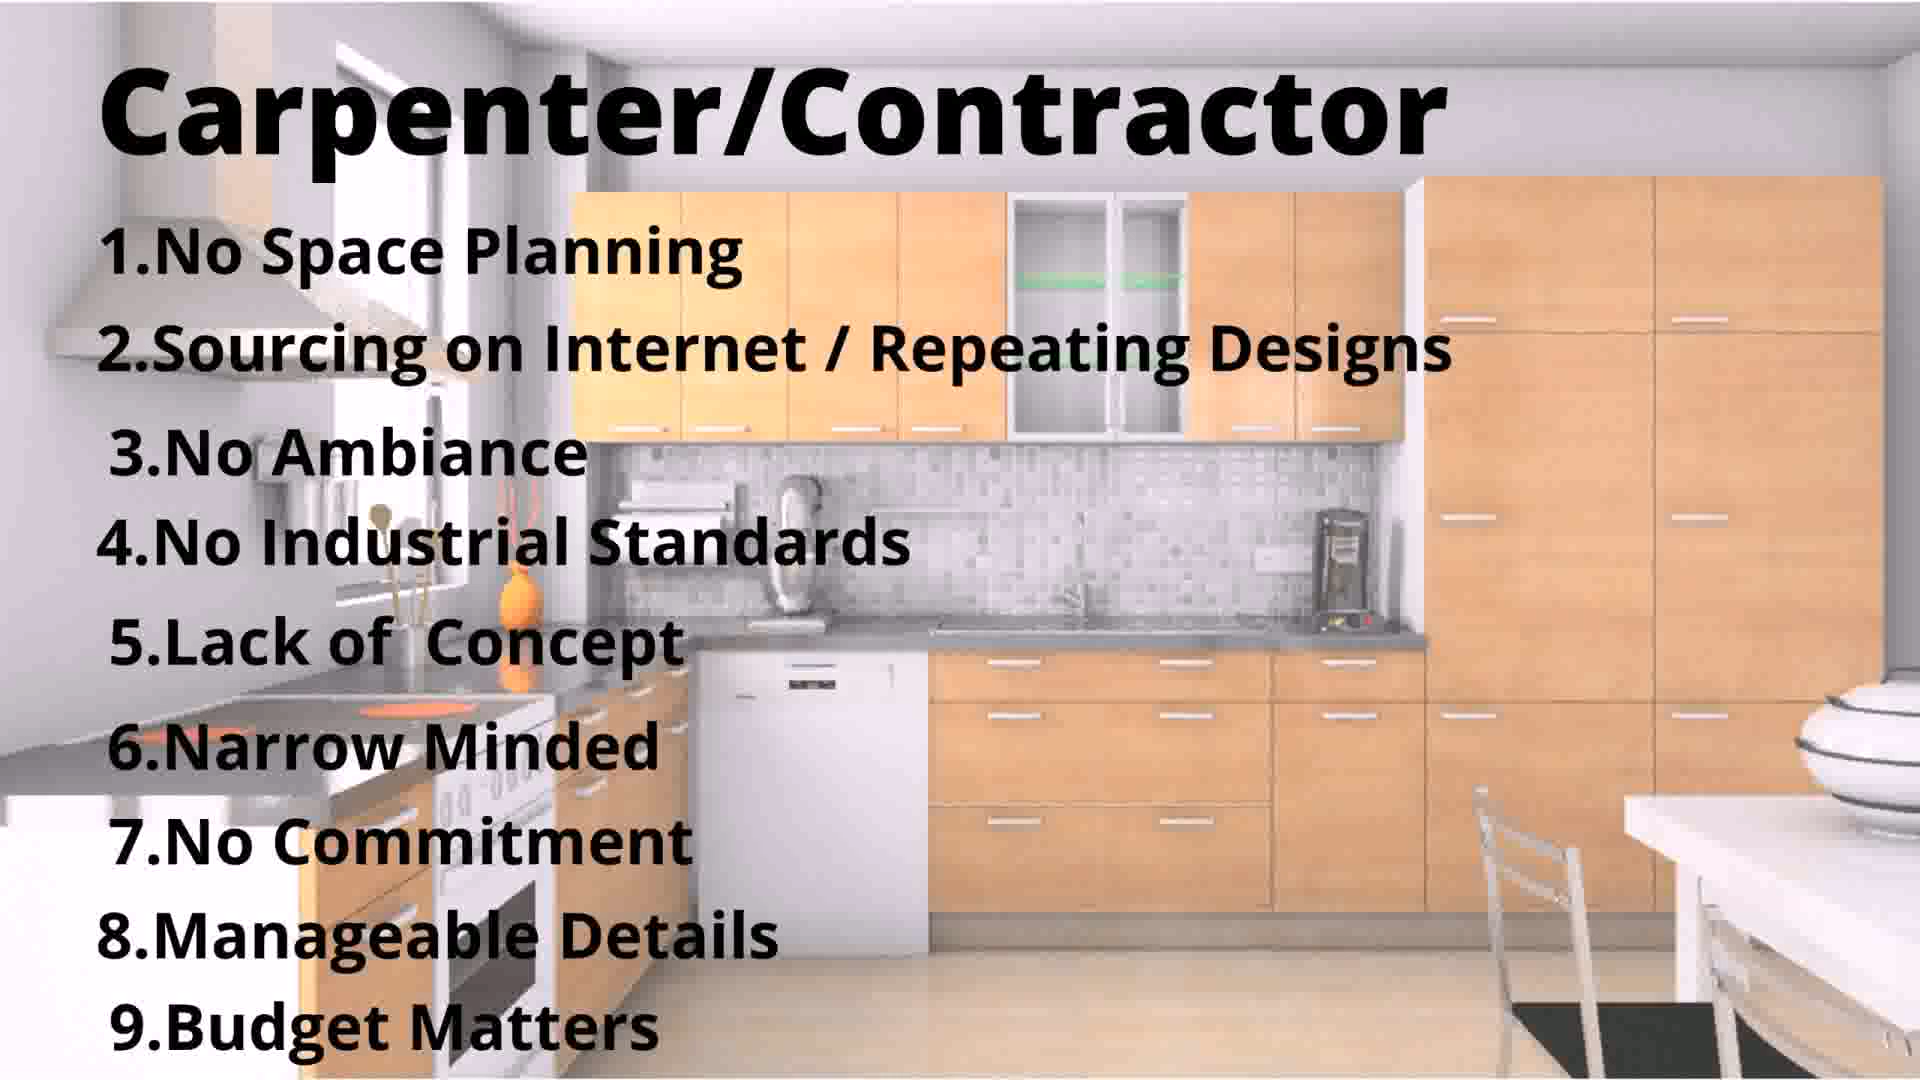 Carpenter/Contractor
1.No Space Planning
2.Sourcing on Internet / Repeating Designs
3.No Ambiance
4.No Industrial Standards
5.Lack of  Concept
6.Narrow Minded
7.No Commitment
8.Manageable Details
9.Budget Matters